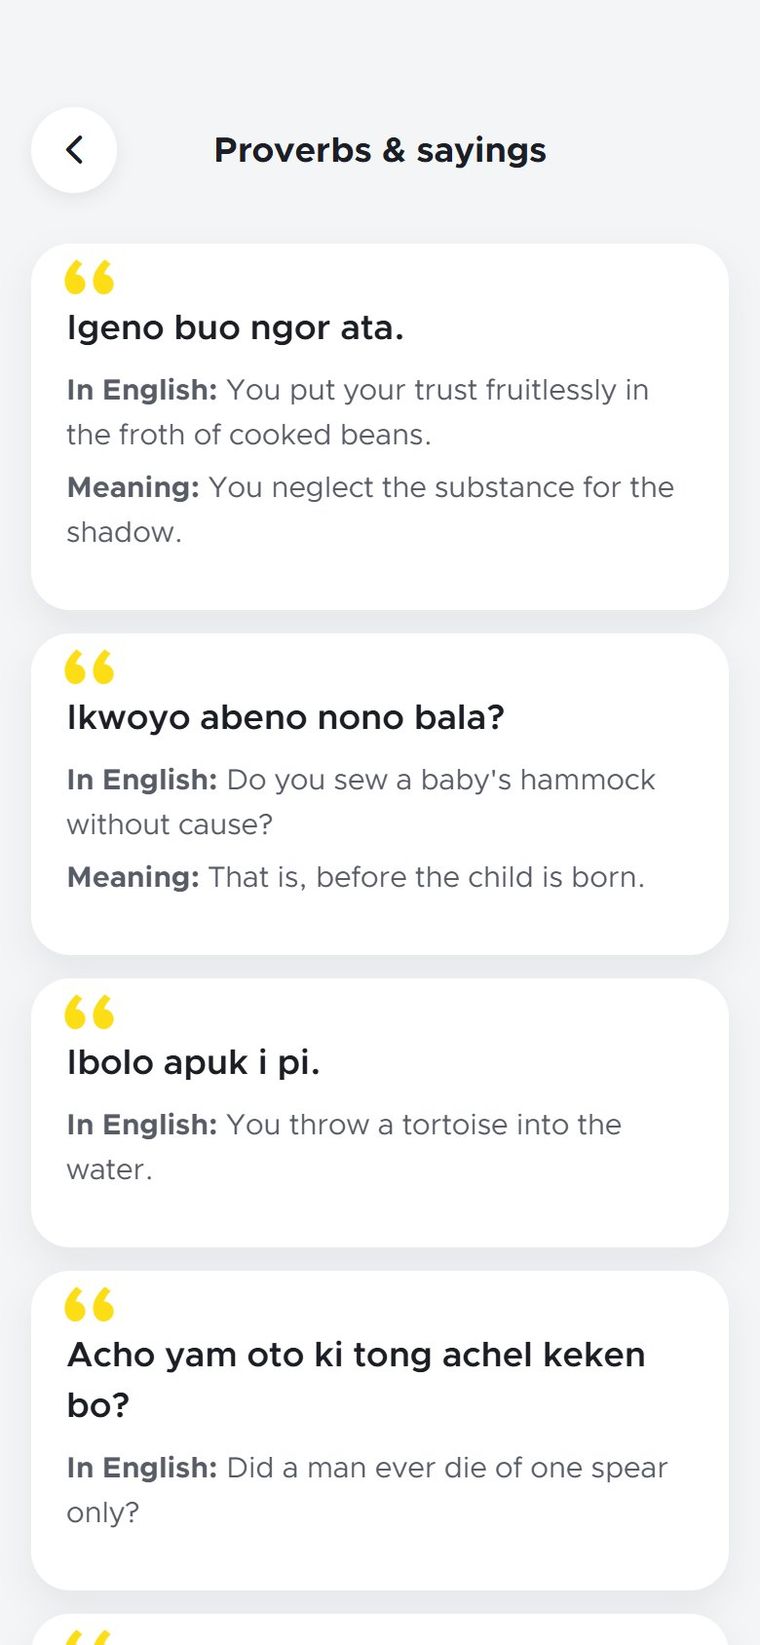 Proverbs & sayings
Igeno buo ngor ata.
In English: You put your trust fruitlessly in
the froth of cooked beans.
Meaning: You neglect the substance for the
shadow.
Ikwoyo abeno nono bala?
In English: Do you sew a baby's hammock
without cause?
Meaning: That is, before the child is born.
Ibolo apuk i pi.
In English: You throw a tortoise into the
water.
Acho yam oto ki tong achel keken
bo?
In English: Did a man ever die of one spear
only?